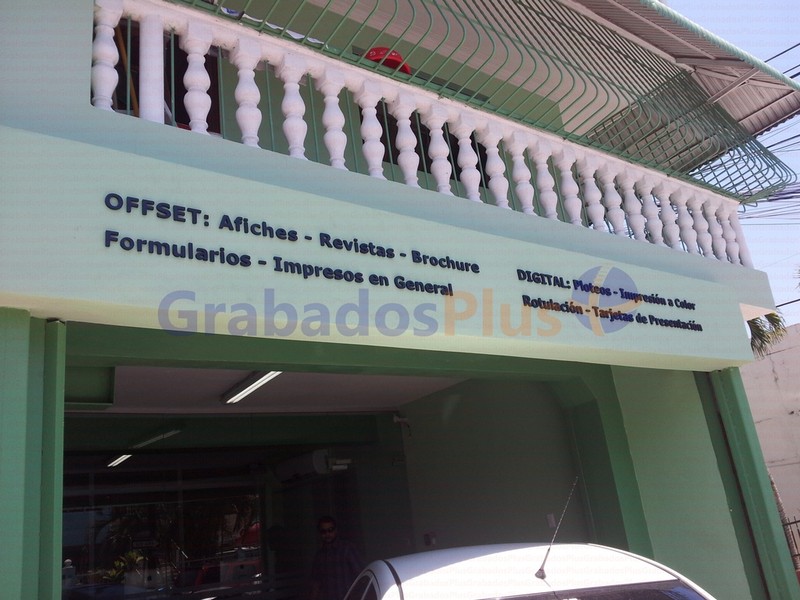 OFFSET: Afiches - Revistas - Brochure
Formularios - Impresos en General
DIGITAL: Ploteos - Impresión a Color
Rotulación - Tarjetas de Presentación
GrabadosPlus